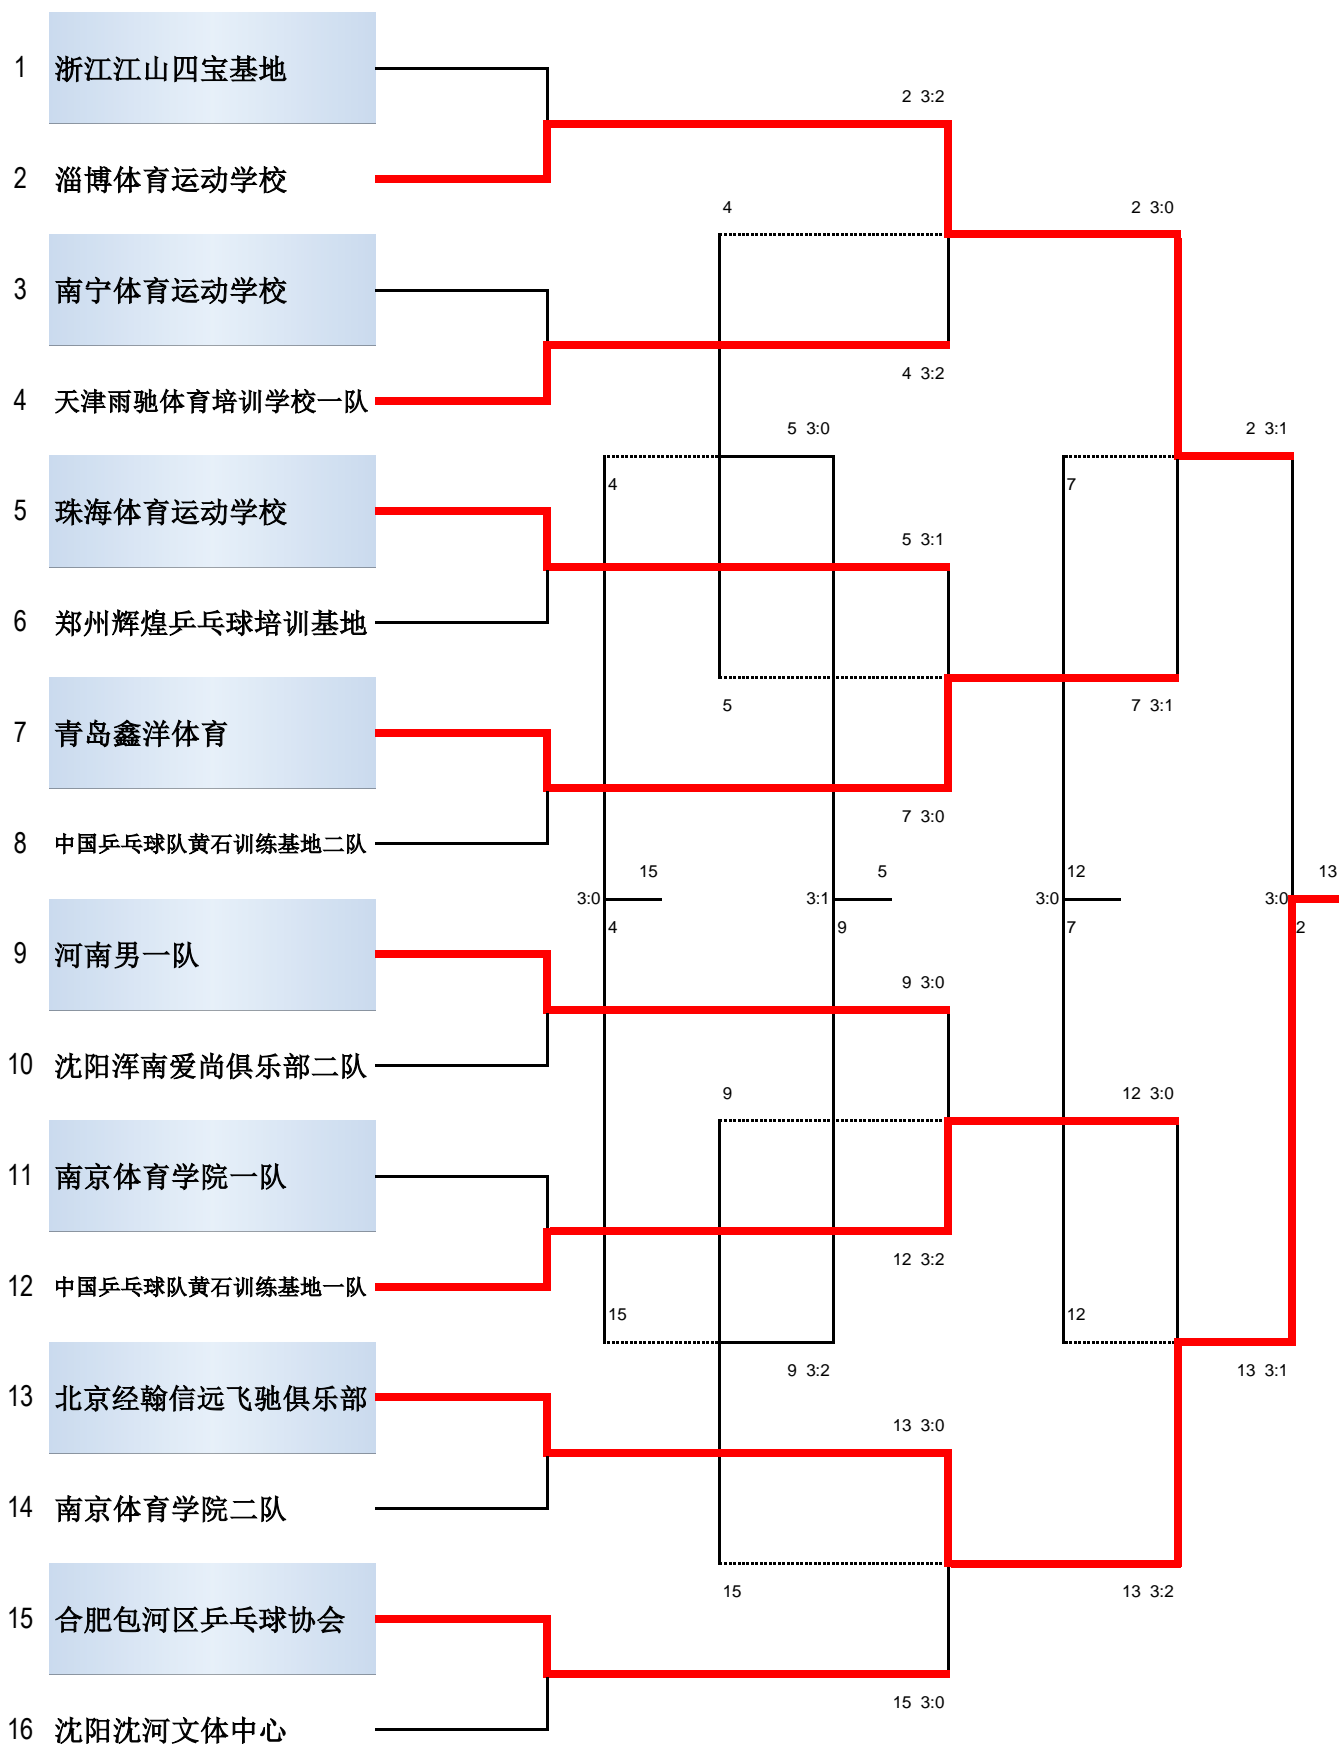 1 浙江江山四宝基地
2 3:2
2 淄博体育运动学校
4
2 3:0
3 南宁体育运动学校
4 3:2
4 天津雨驰体育培训学校一队
5 3:0
2 3:1
4
7
5 珠海体育运动学校
5 3:1
6 郑州辉煌乒乓球培训基地
5
7 3:1
7 青岛鑫洋体育
7 3:0
8 中国乒乓球队黄石训练基地二队
15
5
12
13
3:0
3:1
3:0
3:0
4
9
7
2
9 河南男一队
9 3:0
10 沈阳浑南爱尚俱乐部二队
9
12 3:0
11 南京体育学院一队
12 3:2
12 中国乒乓球队黄石训练基地一队
15
12
9 3:2
13 3:1
13 北京经翰信远飞驰俱乐部
13 3:0
14 南京体育学院二队
15
13 3:2
15 合肥包河区乒乓球协会
15 3:0
16 沈阳沈河文体中心